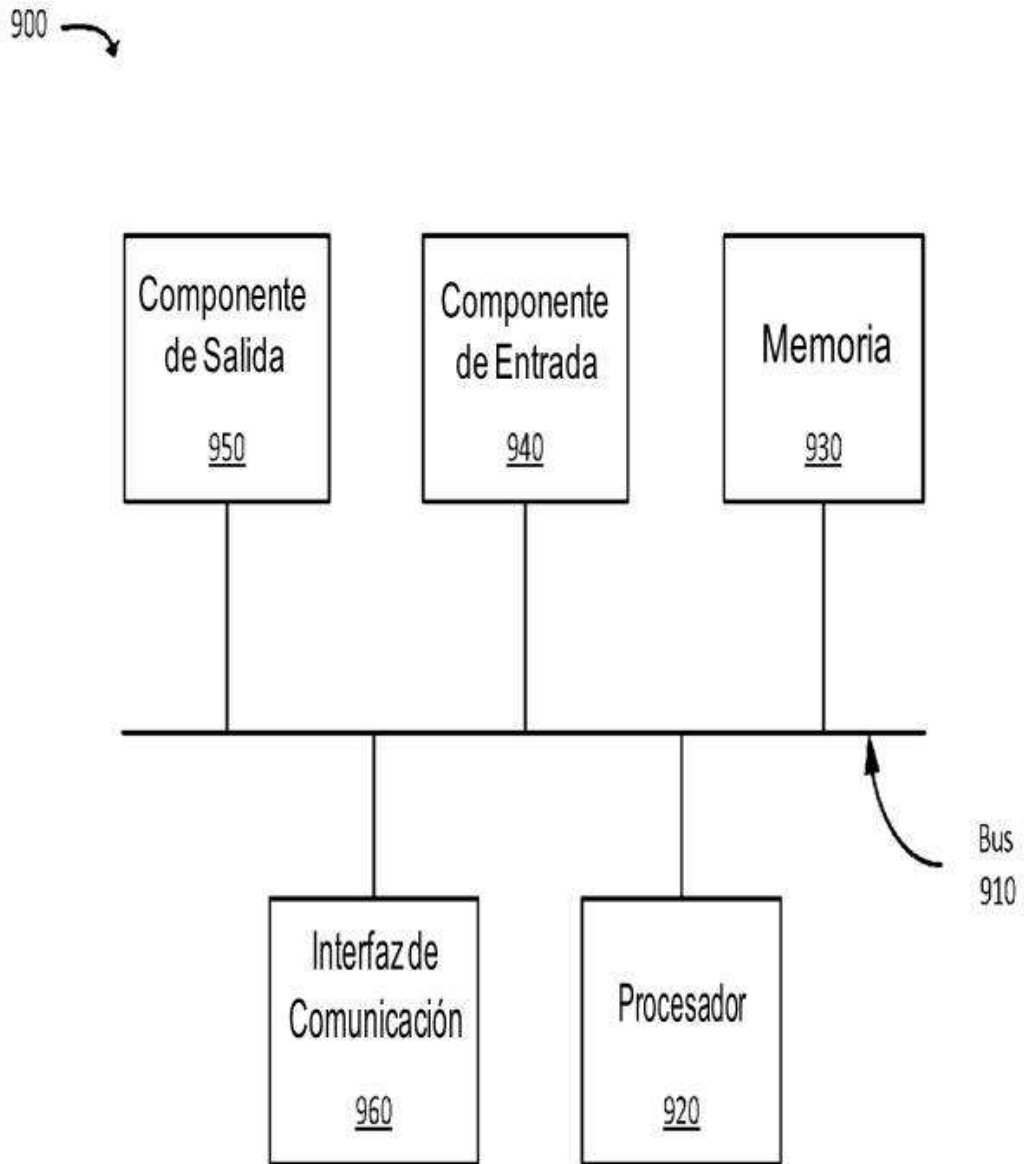 900
Componente
de Salida
950
Componente
de Entrada
940
Memoria
930
Bus
910
Interfaz de
Comunicación
960
Procesador
920